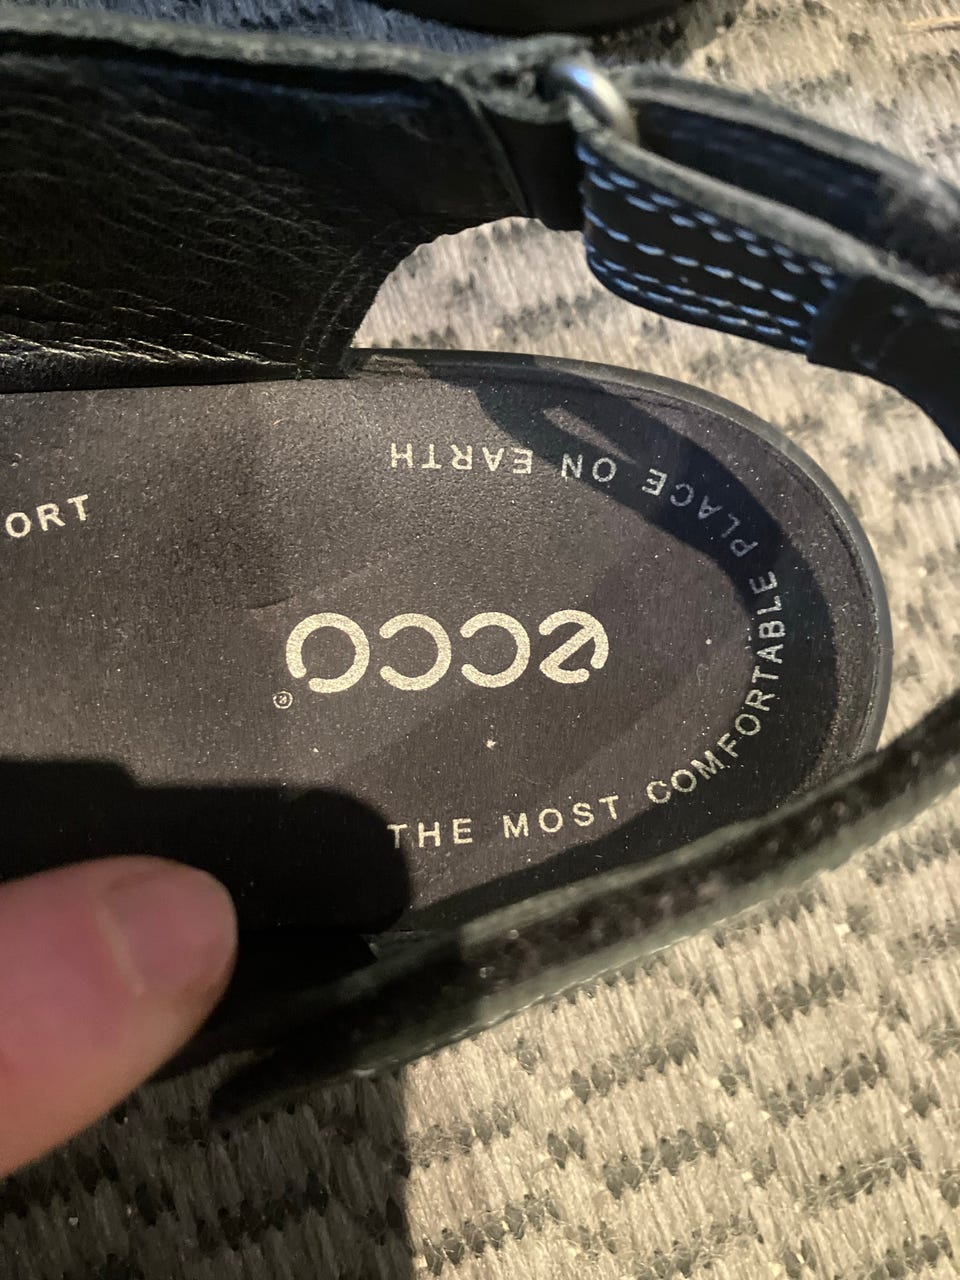 ORT
ecco®
THE MOST COMFORTABLE PLACE ON EARTH